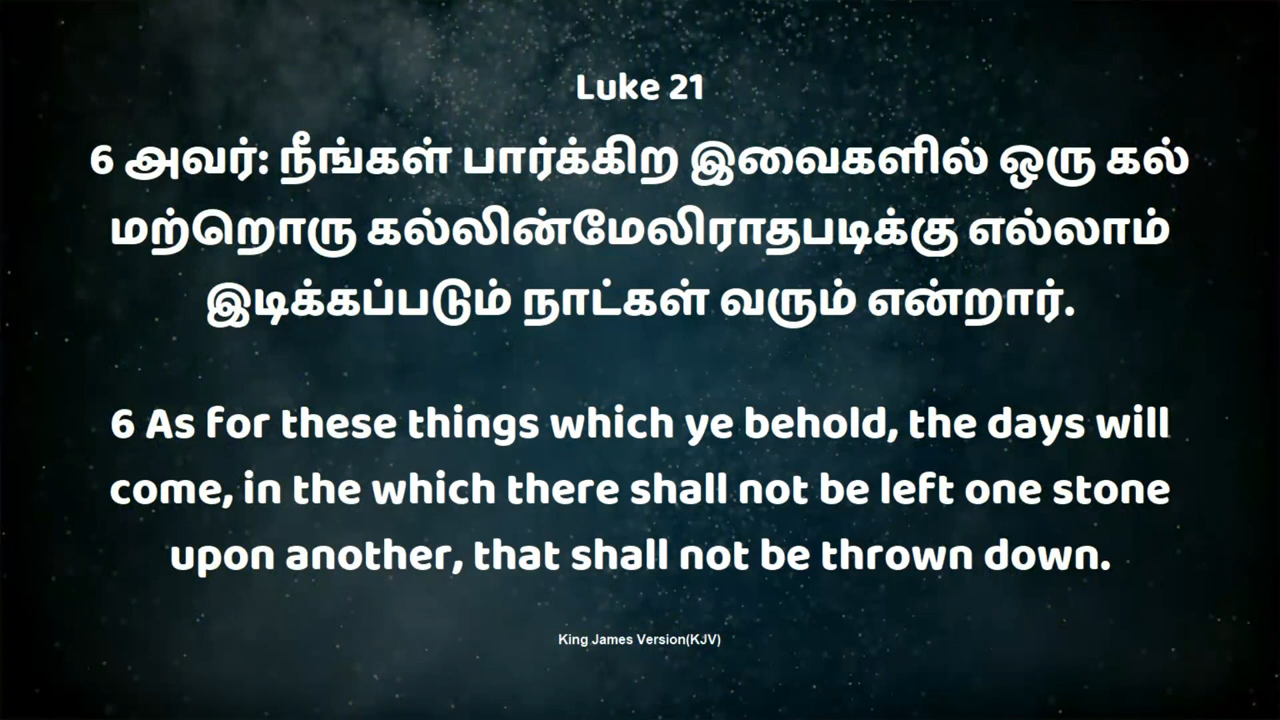 Luke 21
6 அவர்: நீங்கள் பார்க்கிற இவைகளில் ஒரு கல்
மற்றொரு கல்லின்மேலிராதபடிக்கு எல்லாம்
இடிக்கப்படும் நாட்கள் வரும் என்றார்.
6 As for these things which ye behold, the days will
come, in the which there shall not be left one stone
upon another, that shall not be thrown down.
King James Version(KJV)